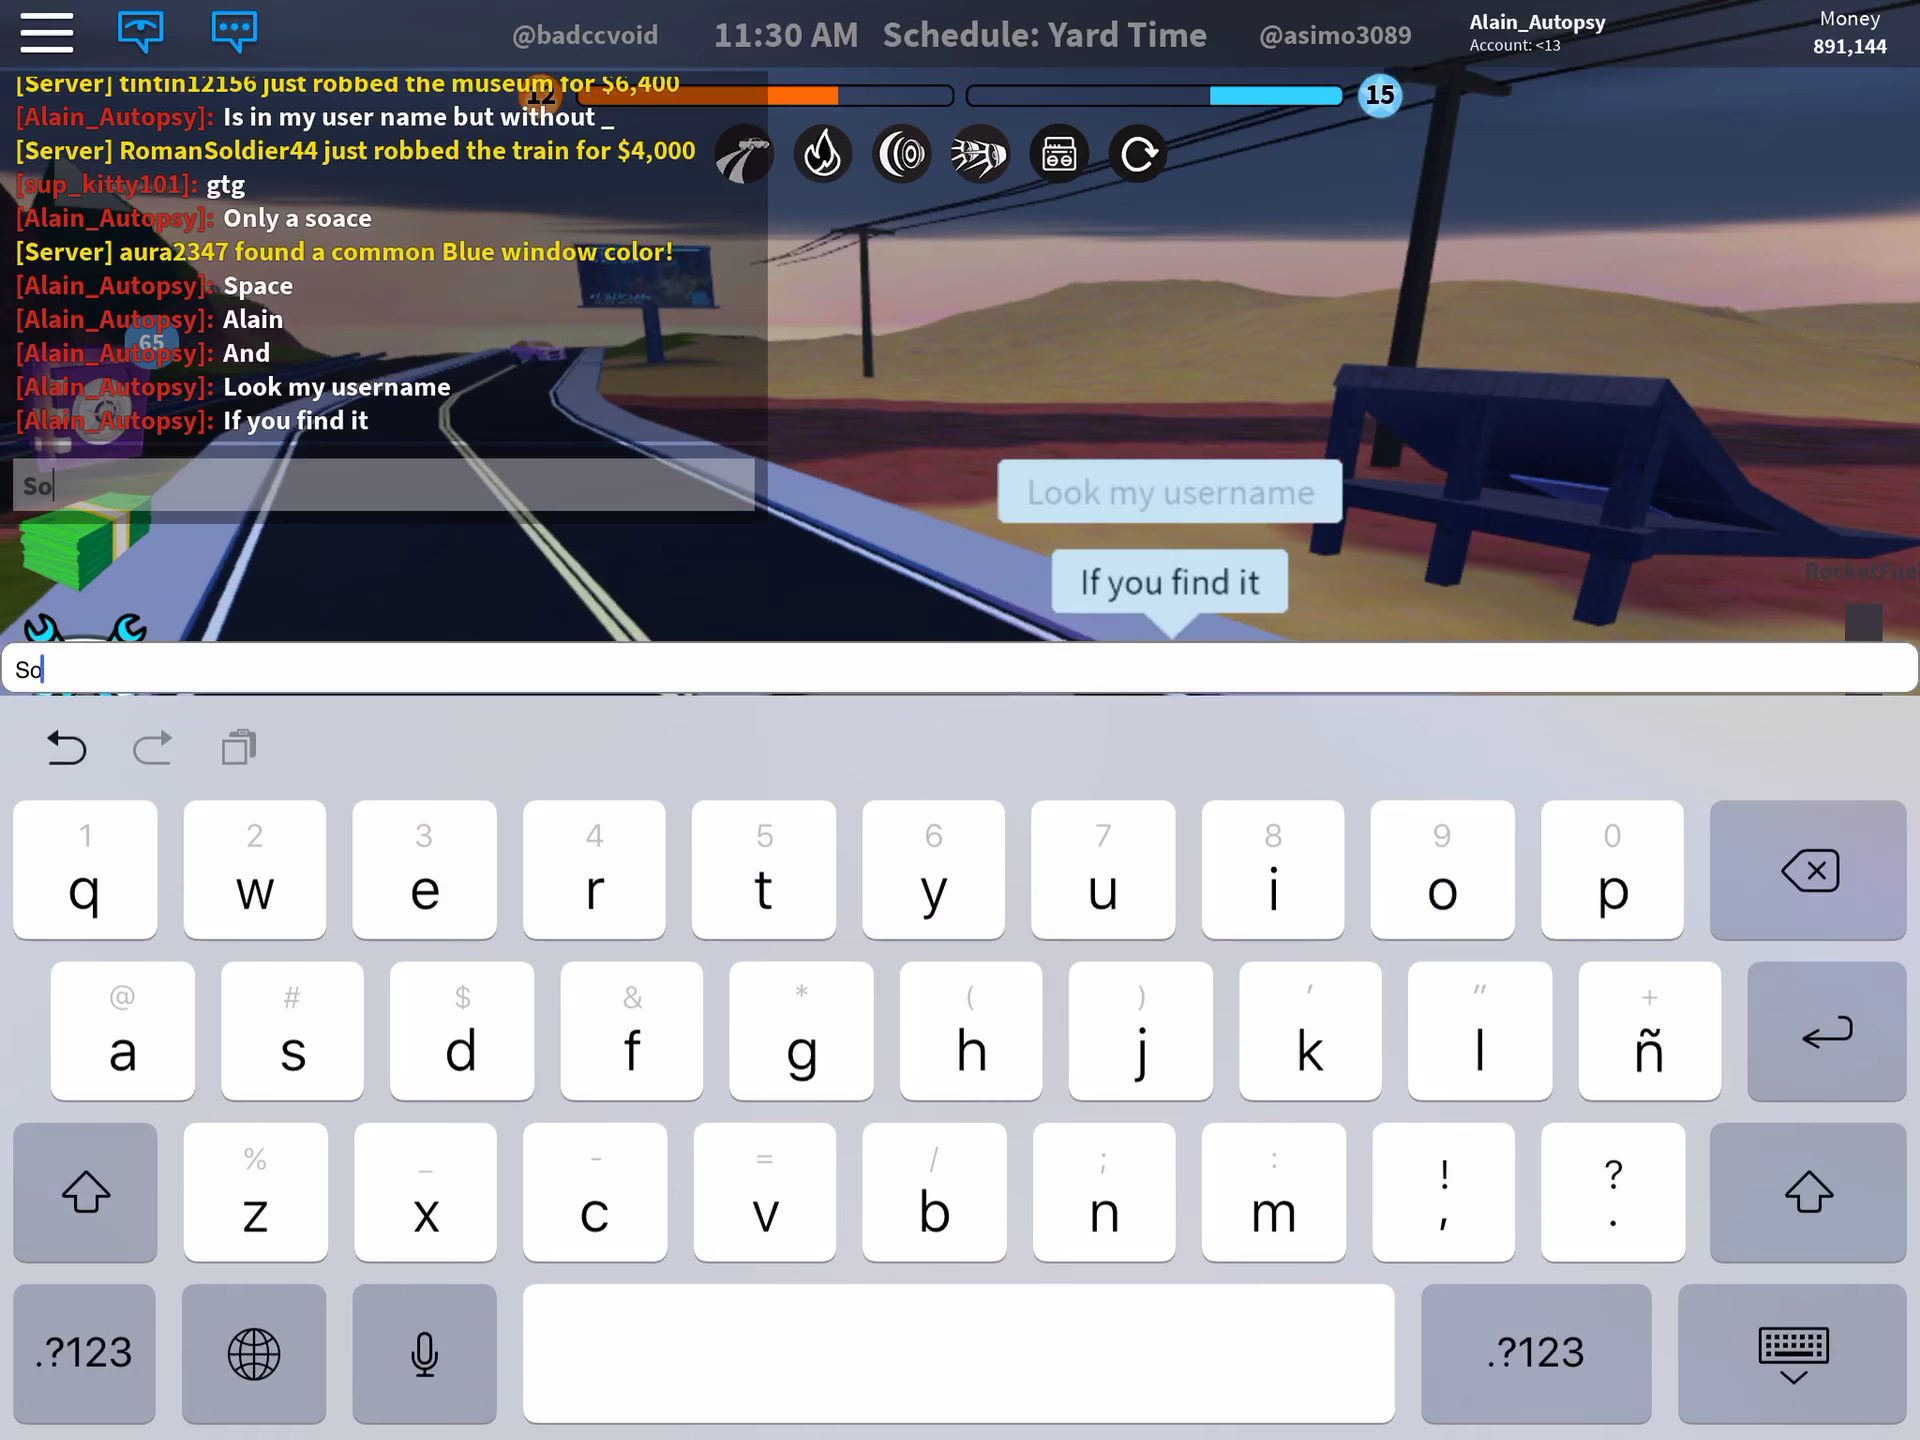 @badccvoid 11:30 AM Schedule: Yard Time @asimo3089 Alain_Autopsy Money
Account: <13 891,144
[Server] tintin12156 just robbed the museum for $6,400
12 15
[Alain_Autopsy]: Is in my user name but without _
[Server] RomanSoldier44 just robbed the train for $4,000
[sup_kitty101]: gtg
[Alain_Autopsy]: Only a soace
[Server] aura2347 found a common Blue window color!
[Alain_Autopsy]: Space
[Alain_Autopsy]: Alain
65
[Alain_Autopsy]: And
[Alain_Autopsy]: Look my username
[Alain_Autopsy]: If you find it
So
Look my username
If you find it
RocketFue
So
1 2 3 4 5 6 7 8 9 0
q w e r t y u i o p
@ # $ & * ( ) ' " +
a s d f g h j k l ñ
% _ - = / ; : ! ?
z x c v b n m , .
.?123 .?123